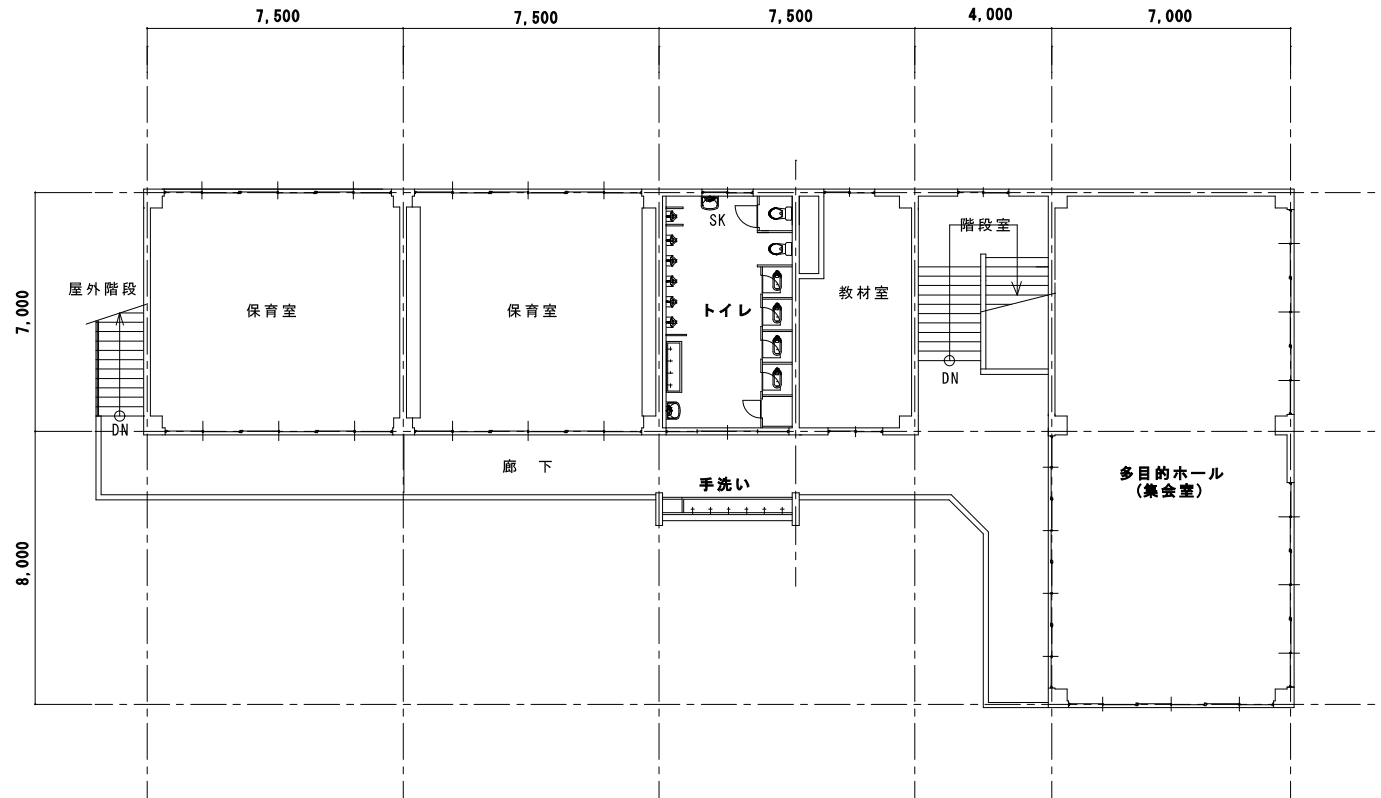 7,500
7,500
7,500
4,000
7,000
SK
階段室
屋外階段
保育室
保育室
トイレ
教材室
7,000
DN
DN
廊 下
手洗い
多目的ホール
(集会室)
8,000